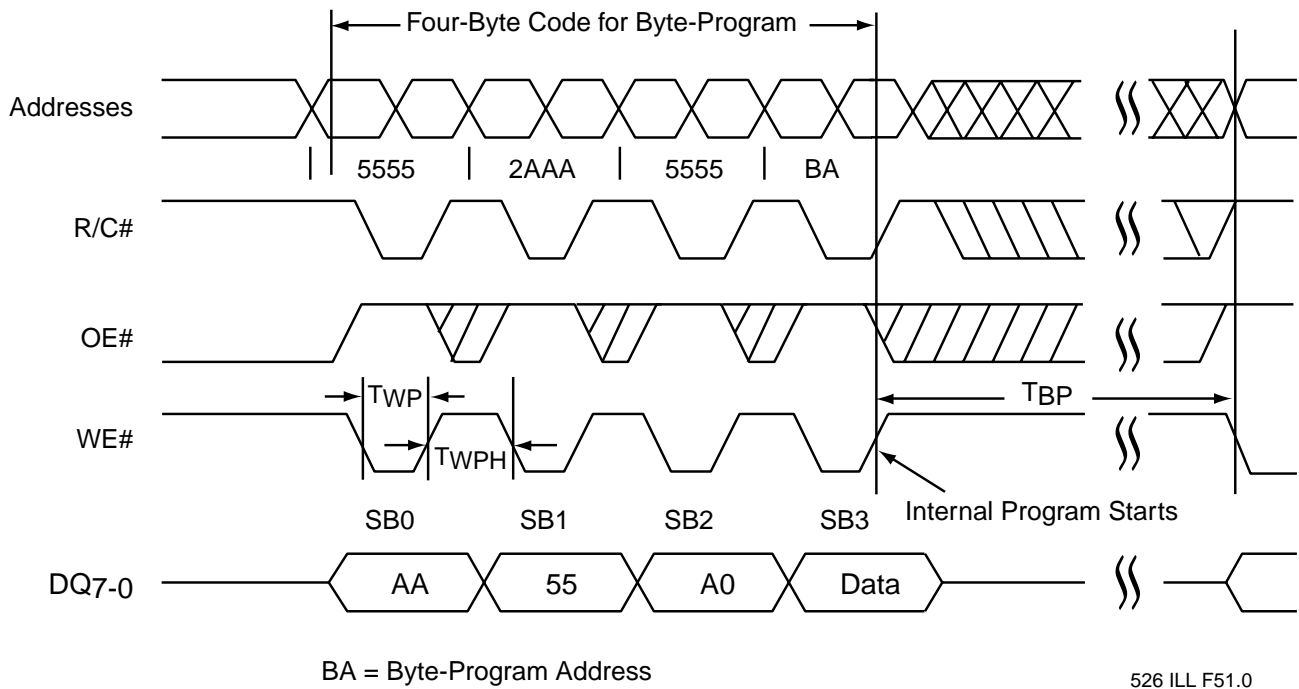 Four-Byte Code for Byte-Program
Addresses
5555 2AAA 5555 BA
R/C#
OE#
TWP
TBP
WE#
TWPH
Internal Program Starts
SB0 SB1 SB2 SB3
DQ7-0
AA 55 A0 Data
BA = Byte-Program Address
526 ILL F51.0